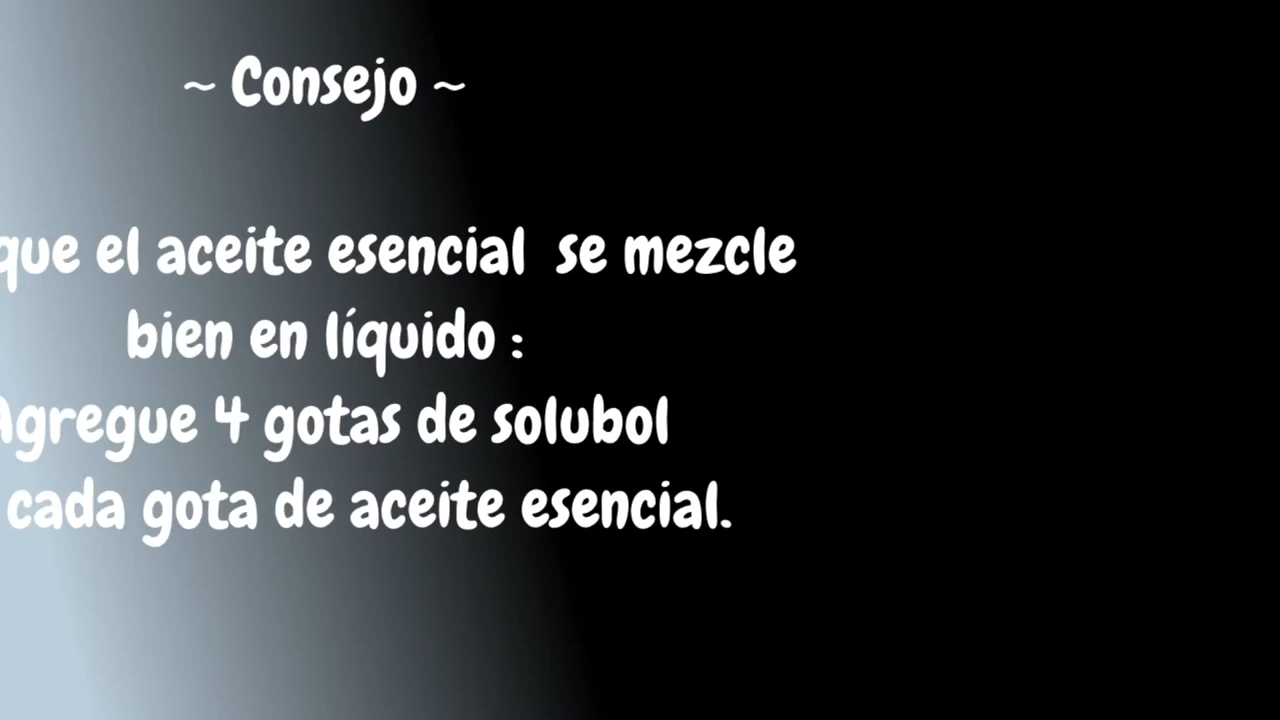 ~ Consejo ~
que el aceite esencial se mezcle
bien en líquido :
Agregue 4 gotas de solubol
cada gota de aceite esencial.